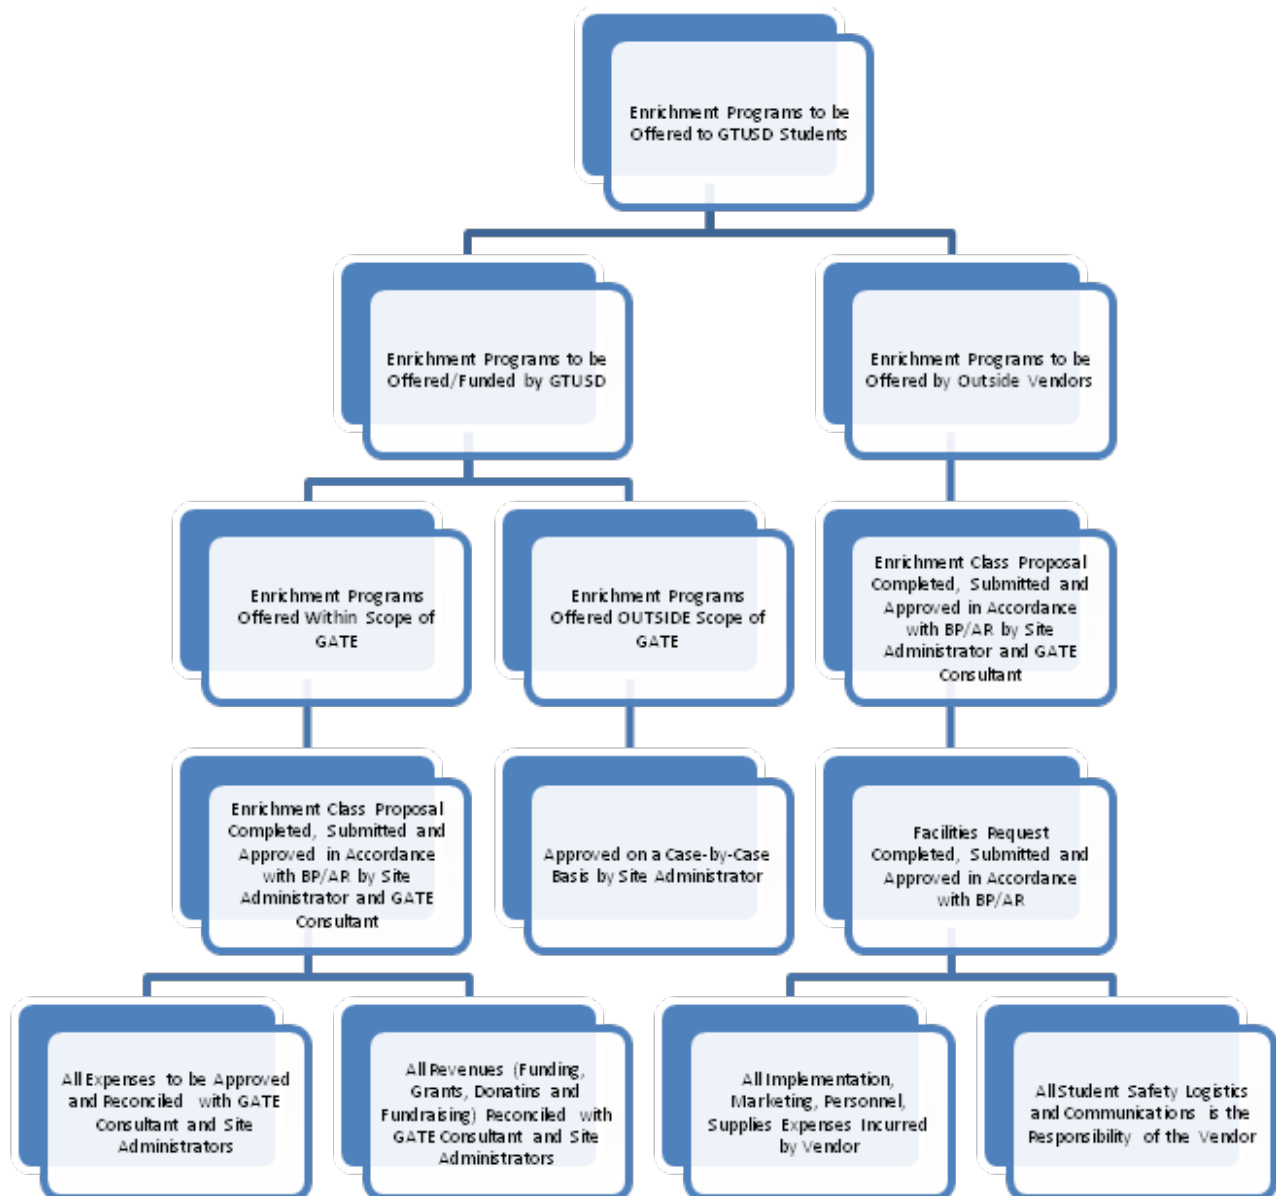 Enrichment Programs to be
Offered to GTUSD Students
Enrichment Programs to be
Offered/Funded by GTUSD
Enrichment Programs to be
Offered by Outside Vendors
Enrichment Programs
Offered Within Scope of
GATE
Enrichment Programs
Offered OUTSIDE Scope of
GATE
Enrichment Class Proposal
Completed, Submitted and
Approved in Accordance
with BP/AR by Site
Administrator and GATE
Consultant
Enrichment Class Proposal
Completed, Submitted and
Approved in Accordance
with BP/AR by Site
Administrator and GATE
Consultant
Approved on a Case-by-Case
Basis by Site Administrator
Facilities Request
Completed, Submitted and
Approved in Accordance
with BP/AR
All Expenses to be Approved
and Reconciled with GATE
Consultant and Site
Administrators
All Revenues (Funding,
Grants, Donatins and
Fundraising) Reconciled with
GATE Consultant and Site
Administrators
All Implementation,
Marketing, Personnel,
Supplies Expenses Incurred
by Vendor
All Student Safety Logistics
and Communications is the
Responsibility of the Vendor